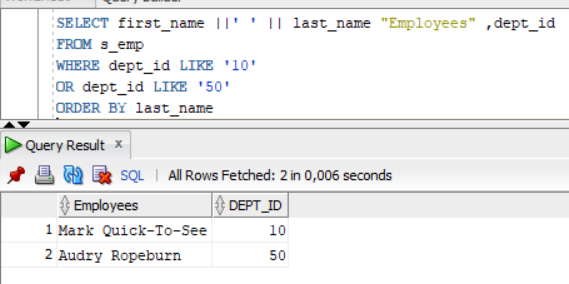 SELECT first_name ||' ' || last_name "Employees" ,dept_id
FROM s_emp
WHERE dept_id LIKE '10'
OR dept_id LIKE '50'
ORDER BY last_name
Query Result x
SQL | All Rows Fetched: 2 in 0,006 seconds
Employees DEPT_ID
1 Mark Quick-To-See 10
2 Audry Ropeburn 50